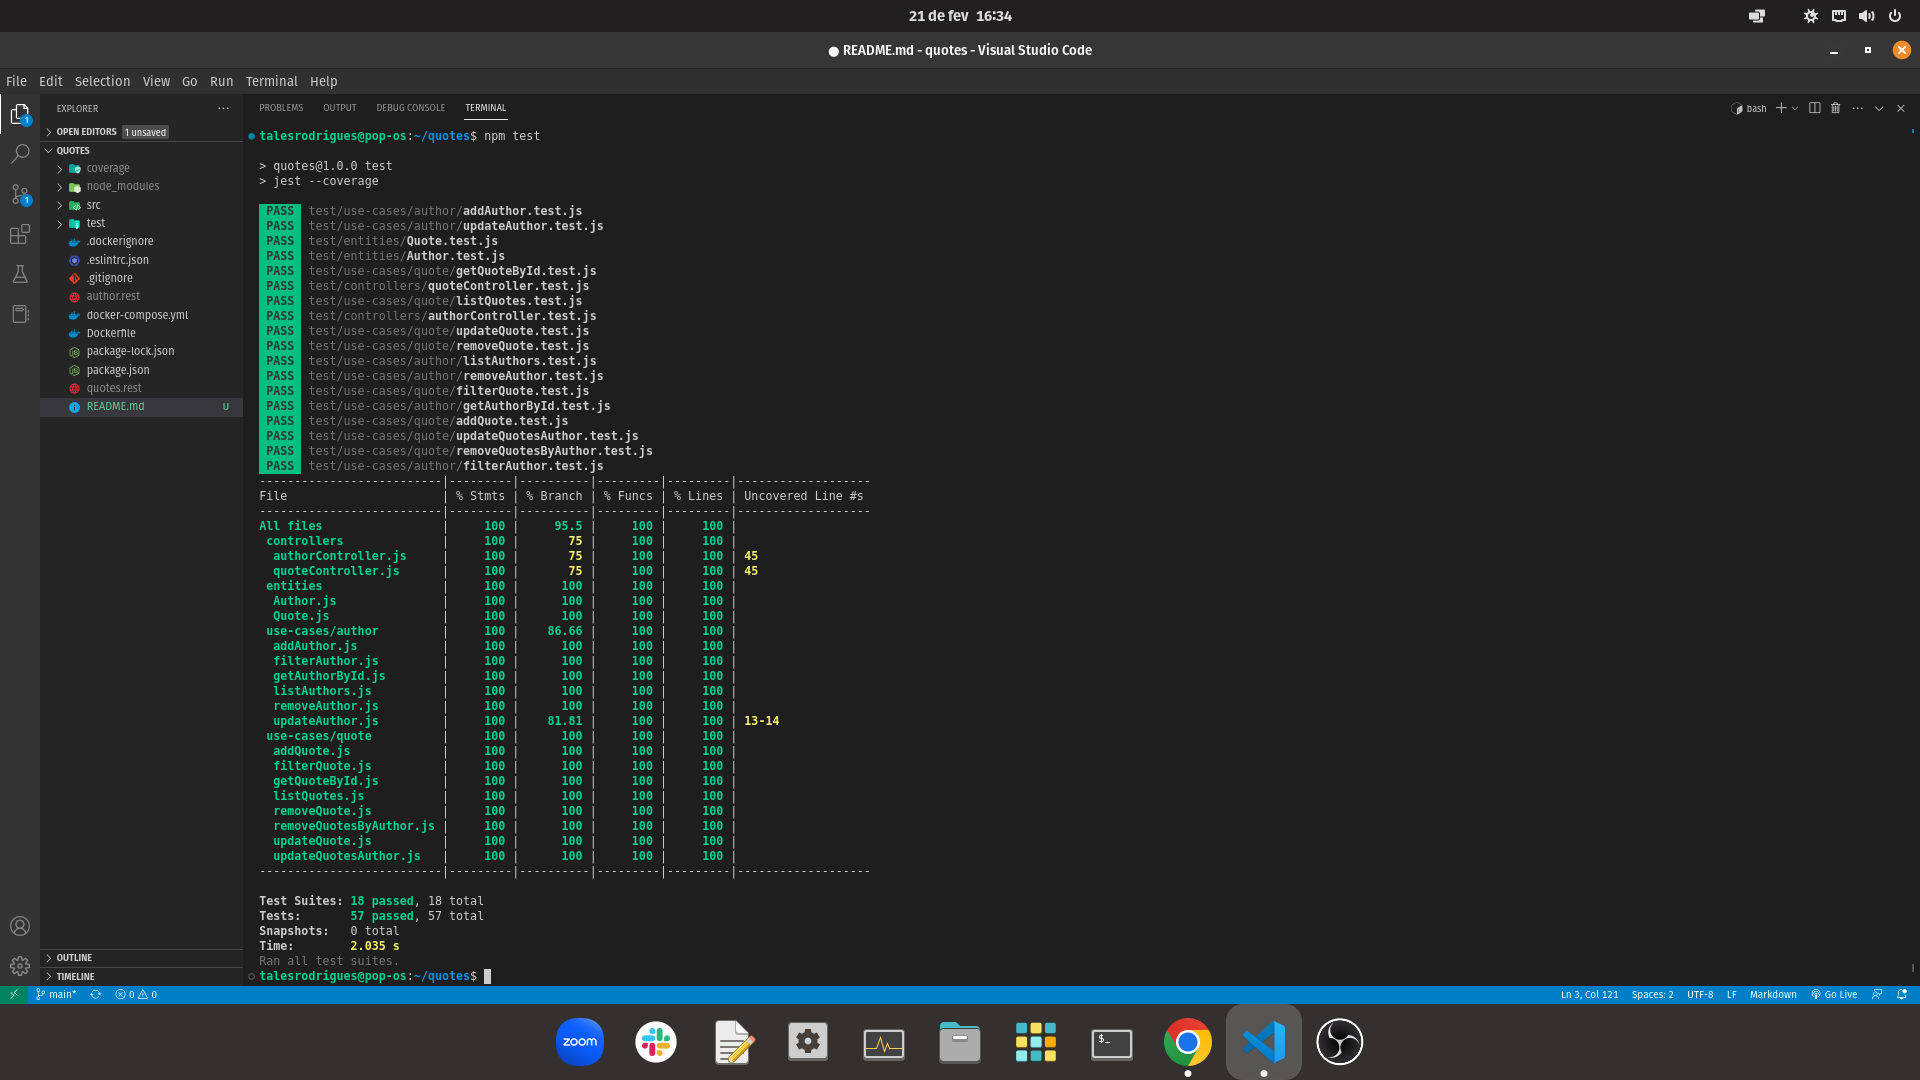 21 de fev 16:34
● README.md - quotes - Visual Studio Code
File Edit Selection View Go Run Terminal Help
EXPLORER
OPEN EDITORS 1 unsaved
QUOTES
coverage
node_modules
src
test
.dockerignore
.eslintrc.json
.gitignore
author.rest
docker-compose.yml
Dockerfile
package-lock.json
package.json
quotes.rest
README.md U
OUTLINE
TIMELINE
PROBLEMS OUTPUT DEBUG CONSOLE TERMINAL
bash
talesrodrigues@pop-os:~/quotes$ npm test
> quotes@1.0.0 test
> jest --coverage
PASS test/use-cases/author/addAuthor.test.js
PASS test/use-cases/author/updateAuthor.test.js
PASS test/entities/Quote.test.js
PASS test/entities/Author.test.js
PASS test/use-cases/quote/getQuoteById.test.js
PASS test/controllers/quoteController.test.js
PASS test/use-cases/quote/listQuotes.test.js
PASS test/controllers/authorController.test.js
PASS test/use-cases/quote/updateQuote.test.js
PASS test/use-cases/quote/removeQuote.test.js
PASS test/use-cases/author/listAuthors.test.js
PASS test/use-cases/author/removeAuthor.test.js
PASS test/use-cases/quote/filterQuote.test.js
PASS test/use-cases/author/getAuthorById.test.js
PASS test/use-cases/quote/addQuote.test.js
PASS test/use-cases/quote/updateQuotesAuthor.test.js
PASS test/use-cases/quote/removeQuotesByAuthor.test.js
PASS test/use-cases/author/filterAuthor.test.js
--------------------------|---------|----------|---------|---------|-------------------
File | % Stmts | % Branch | % Funcs | % Lines | Uncovered Line #s
--------------------------|---------|----------|---------|---------|-------------------
All files | 100 | 95.5 | 100 | 100 |
controllers | 100 | 75 | 100 | 100 |
authorController.js | 100 | 75 | 100 | 100 | 45
quoteController.js | 100 | 75 | 100 | 100 | 45
entities | 100 | 100 | 100 | 100 |
Author.js | 100 | 100 | 100 | 100 |
Quote.js | 100 | 100 | 100 | 100 |
use-cases/author | 100 | 86.66 | 100 | 100 |
addAuthor.js | 100 | 100 | 100 | 100 |
filterAuthor.js | 100 | 100 | 100 | 100 |
getAuthorById.js | 100 | 100 | 100 | 100 |
listAuthors.js | 100 | 100 | 100 | 100 |
removeAuthor.js | 100 | 100 | 100 | 100 |
updateAuthor.js | 100 | 81.81 | 100 | 100 | 13-14
use-cases/quote | 100 | 100 | 100 | 100 |
addQuote.js | 100 | 100 | 100 | 100 |
filterQuote.js | 100 | 100 | 100 | 100 |
getQuoteById.js | 100 | 100 | 100 | 100 |
listQuotes.js | 100 | 100 | 100 | 100 |
removeQuote.js | 100 | 100 | 100 | 100 |
removeQuotesByAuthor.js | 100 | 100 | 100 | 100 |
updateQuote.js | 100 | 100 | 100 | 100 |
updateQuotesAuthor.js | 100 | 100 | 100 | 100 |
--------------------------|---------|----------|---------|---------|-------------------
Test Suites: 18 passed, 18 total
Tests: 57 passed, 57 total
Snapshots: 0 total
Time: 2.035 s
Ran all test suites.
talesrodrigues@pop-os:~/quotes$
main* 0 0 Ln 3, Col 121 Spaces: 2 UTF-8 LF Markdown Go Live
zoom